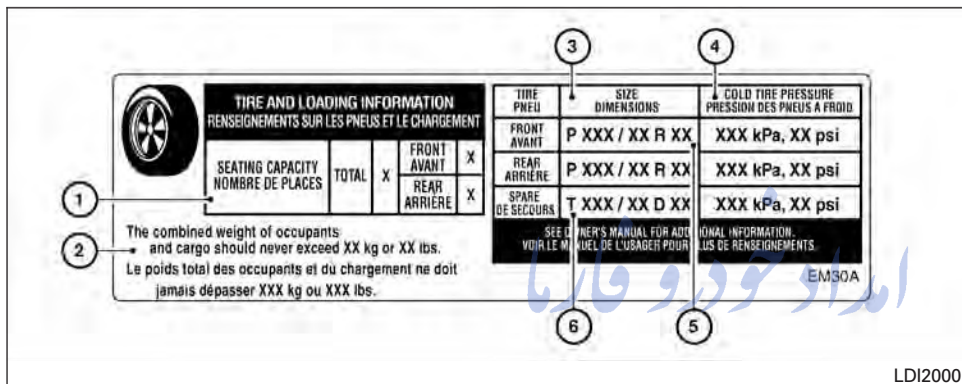 3
4
TIRE AND LOADING INFORMATION
RENSEIGNEMENTS SUR LES PNEUS ET LE CHARGEMENT
SEATING CAPACITY
NOMBRE DE PLACES
TOTAL X
FRONT
AVANT X
REAR
ARRIÈRE X
1
The combined weight of occupants
and cargo should never exceed XX kg or XX lbs.
2
Le poids total des occupants et du chargement ne doit
jamais dépasser XXX kg ou XXX lbs.
TIRE
PNEU
SIZE
DIMENSIONS
COLD TIRE PRESSURE
PRESSION DES PNEUS A FROID
FRONT
AVANT
P XXX / XX R XX
XXX kPa, XX psi
REAR
ARRIÈRE
P XXX / XX R XX
XXX kPa, XX psi
SPARE
DE SECOURS
T XXX / XX D XX
XXX kPa, XX psi
SEE OWNER'S MANUAL FOR ADDITIONAL INFORMATION.
VOIR LE MANUEL DE L'USAGER POUR PLUS DE RENSEIGNEMENTS.
EM30A
امداد خودرو فارما
6
5
LDI2000